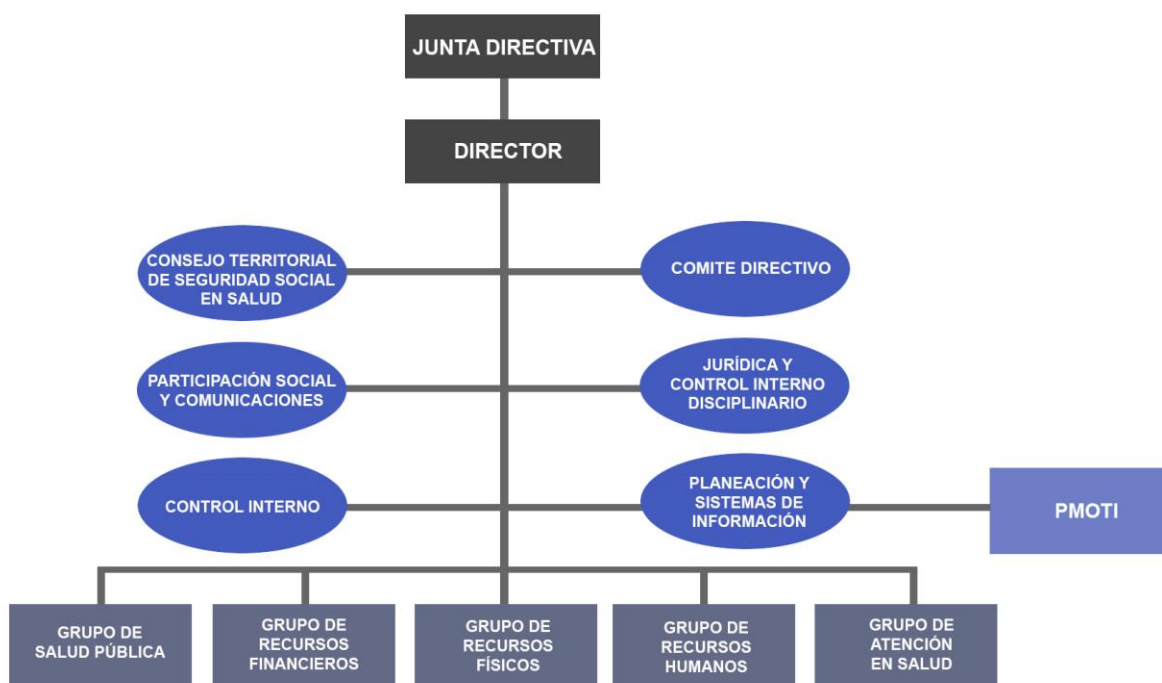 JUNTA DIRECTIVA
DIRECTOR
CONSEJO TERRITORIAL
DE SEGURIDAD SOCIAL
EN SALUD
COMITE DIRECTIVO
PARTICIPACIÓN SOCIAL
Y COMUNICACIONES
JURÍDICA Y
CONTROL INTERNO
DISCIPLINARIO
CONTROL INTERNO
PLANEACIÓN Y
SISTEMAS DE
INFORMACIÓN
PMOTI
GRUPO DE
SALUD PÚBLICA
GRUPO DE
RECURSOS
FINANCIEROS
GRUPO DE
RECURSOS
FÍSICOS
GRUPO DE
RECURSOS
HUMANOS
GRUPO DE
ATENCIÓN
EN SALUD